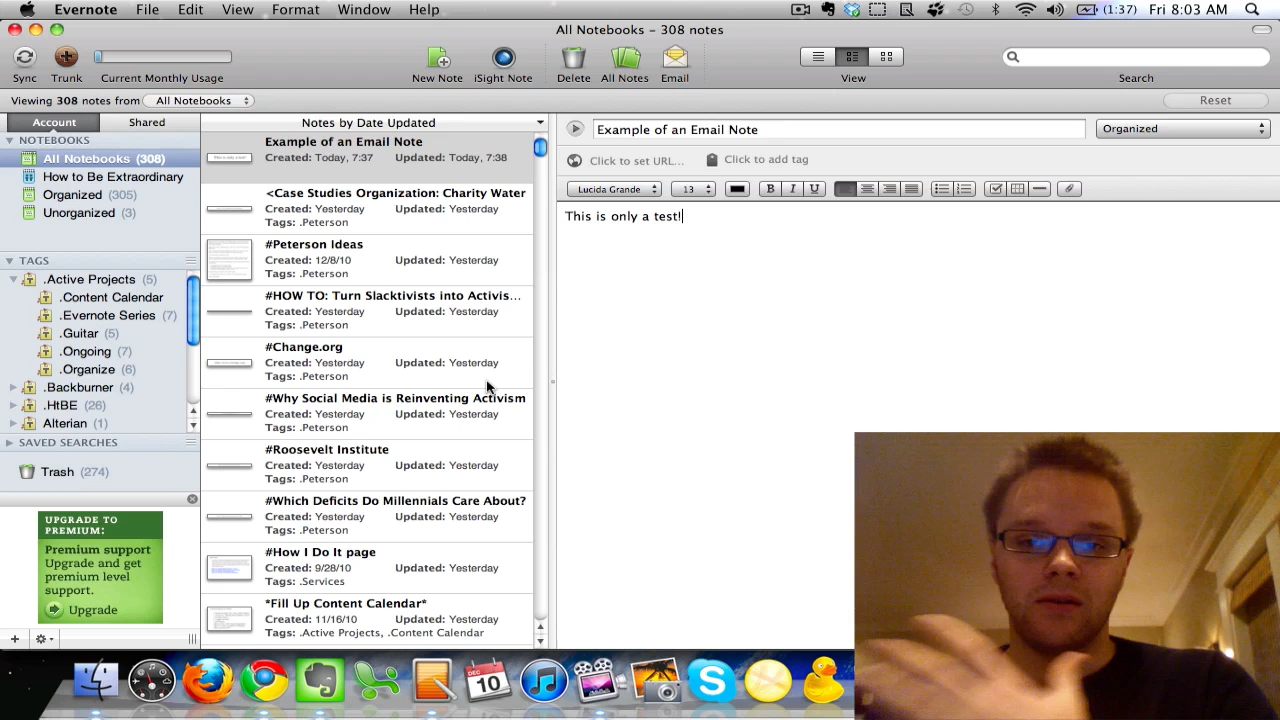 Evernote File Edit View Format Window Help (1:37) Fri 8:03 AM
All Notebooks – 308 notes
Sync Trunk Current Monthly Usage New Note iSight Note Delete All Notes Email View Search
Viewing 308 notes from All Notebooks Reset
Account Shared
NOTEBOOKS
All Notebooks (308)
How to Be Extraordinary
Organized (305)
Unorganized (3)
TAGS
.Active Projects (5)
.Content Calendar
.Evernote Series (7)
.Guitar (5)
.Ongoing (7)
.Organize (6)
.Backburner (4)
.HtBE (26)
Alterian (1)
SAVED SEARCHES
Trash (274)
UPGRADE TO
PREMIUM:
Premium support
Upgrade and get
premium level
support.
Upgrade
Notes by Date Updated
Example of an Email Note
Created: Today, 7:37 Updated: Today, 7:38
<Case Studies Organization: Charity Water
Created: Yesterday Updated: Yesterday
Tags: .Peterson
#Peterson Ideas
Created: 12/8/10 Updated: Yesterday
Tags: .Peterson
#HOW TO: Turn Slacktivists into Activis...
Created: Yesterday Updated: Yesterday
Tags: .Peterson
#Change.org
Created: Yesterday Updated: Yesterday
Tags: .Peterson
#Why Social Media is Reinventing Activism
Created: Yesterday Updated: Yesterday
Tags: .Peterson
#Roosevelt Institute
Created: Yesterday Updated: Yesterday
Tags: .Peterson
#Which Deficits Do Millennials Care About?
Created: Yesterday Updated: Yesterday
Tags: .Peterson
#How I Do It page
Created: 9/28/10 Updated: Yesterday
Tags: .Services
*Fill Up Content Calendar*
Created: 11/16/10 Updated: Yesterday
Tags: .Active Projects, .Content Calendar
Example of an Email Note Organized
Click to set URL... Click to add tag
Lucida Grande 13 B I U
This is only a test!
DEC
10